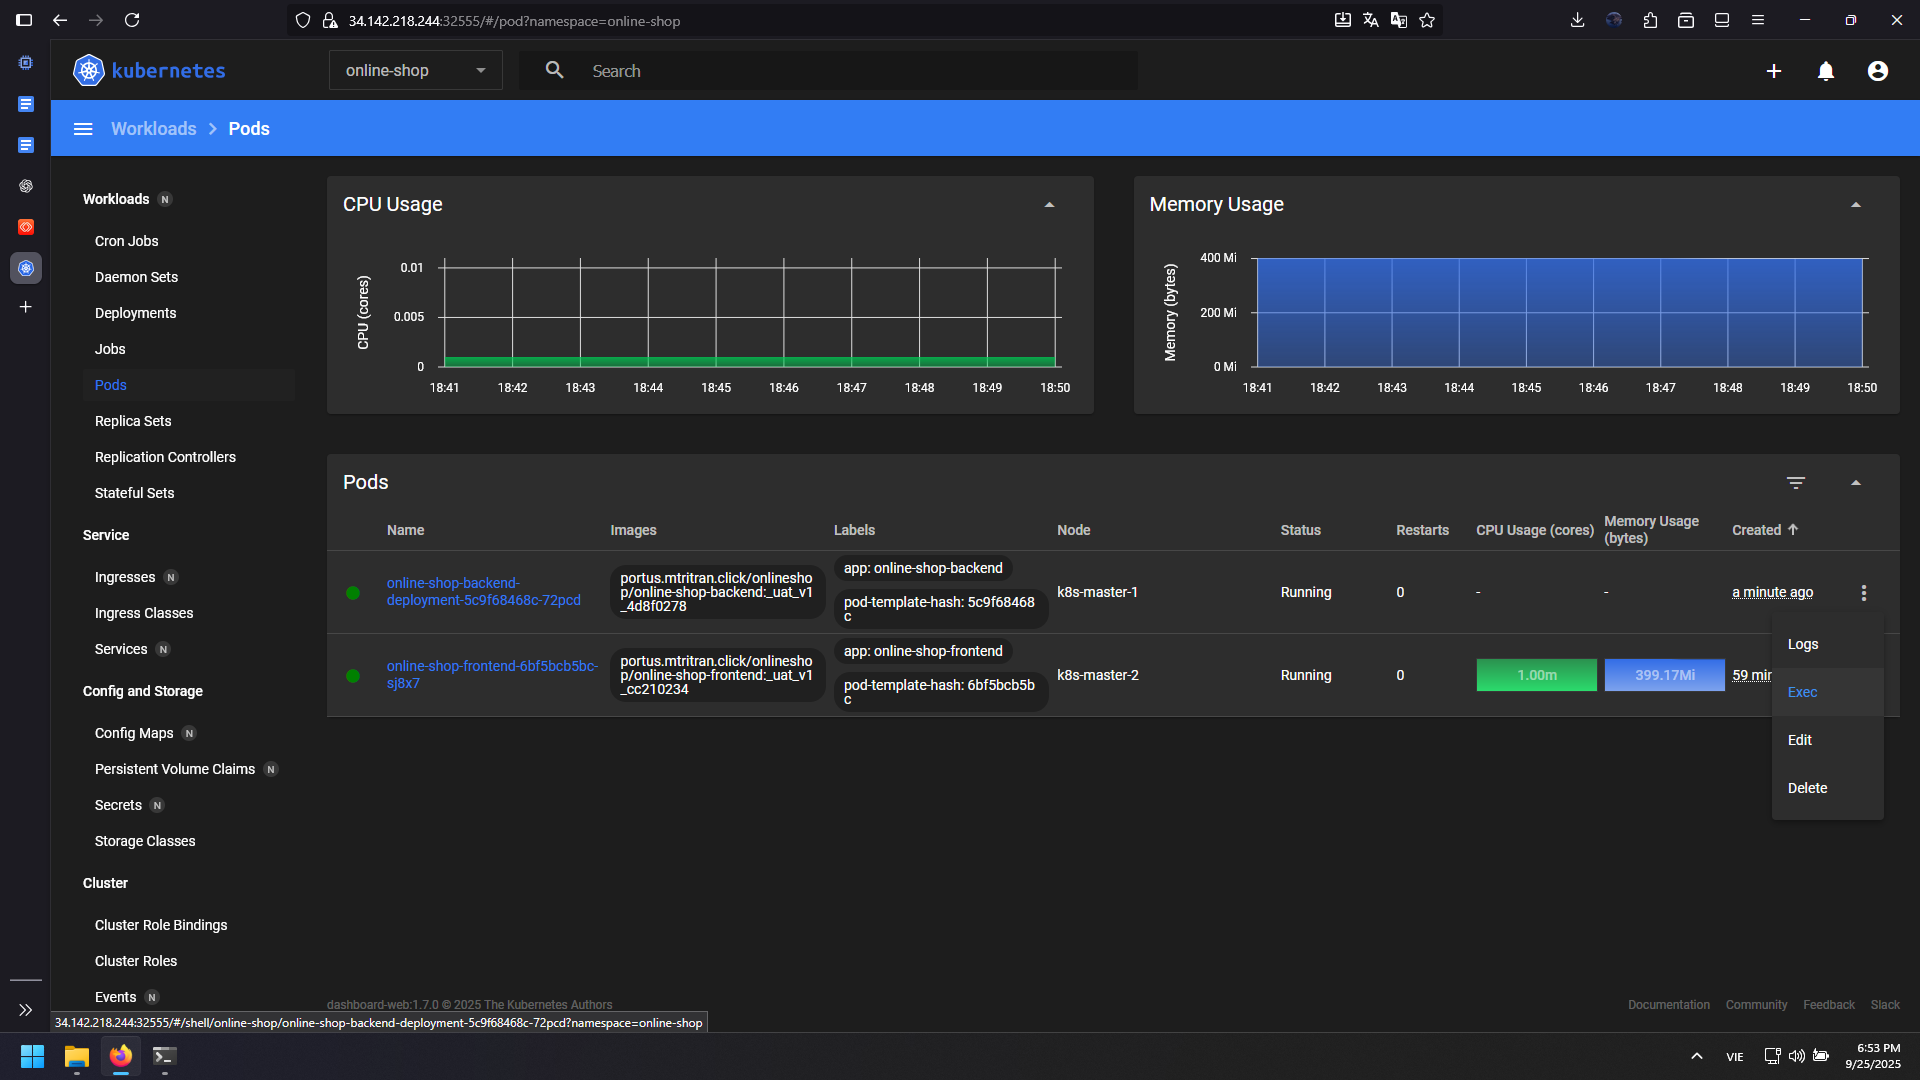 34.142.218.244:32555/#/pod?namespace=online-shop
kubernetes
online-shop
Search
Workloads
Pods
Workloads N
Cron Jobs
Daemon Sets
Deployments
Jobs
Pods
Replica Sets
Replication Controllers
Stateful Sets
Service
Ingresses N
Ingress Classes
Services N
Config and Storage
Config Maps N
Persistent Volume Claims N
Secrets N
Storage Classes
Cluster
Cluster Role Bindings
Cluster Roles
Events N
CPU Usage
CPU (cores)
0.01
0.005
0
18:41 18:42 18:43 18:44 18:45 18:46 18:47 18:48 18:49 18:50
Memory Usage
Memory (bytes)
400 Mi
200 Mi
0 Mi
18:41 18:42 18:43 18:44 18:45 18:46 18:47 18:48 18:49 18:50
Pods
Name Images Labels Node Status Restarts CPU Usage (cores) Memory Usage (bytes) Created
online-shop-backend-
deployment-5c9f68468c-72pcd
portus.mtritran.click/onlinesho
p/online-shop-backend:_uat_v1
_4d8f0278
app: online-shop-backend
pod-template-hash: 5c9f68468
c
k8s-master-1
Running
0
-
-
a minute ago
online-shop-frontend-6bf5bcb5bc-
sj8x7
portus.mtritran.click/onlinesho
p/online-shop-frontend:_uat_v1
_cc210234
app: online-shop-frontend
pod-template-hash: 6bf5bcb5b
c
k8s-master-2
Running
0
1.00m
399.17Mi
59 mi
Logs
Exec
Edit
Delete
dashboard-web:1.7.0 © 2025 The Kubernetes Authors
Documentation Community Feedback Slack
34.142.218.244:32555/#/shell/online-shop/online-shop-backend-deployment-5c9f68468c-72pcd?namespace=online-shop
VIE
6:53 PM
9/25/2025